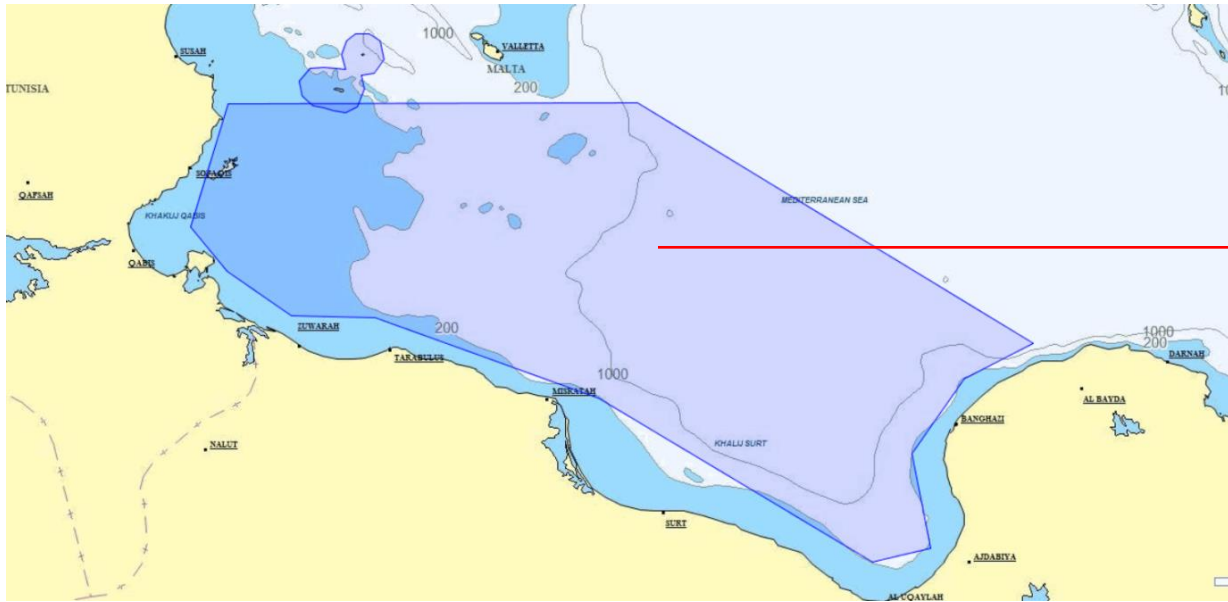 1000
SUSAH
VALLETTA
MALTA
TUNISIA
200
SOFAQIS
QAFSAH
MEDITERRANEAN SEA
KHALIJ QABIS
QABIS
ZUWARAH
200
TARABULUS
1000
200
DARNAH
1000
MISRATAH
AL BAYDA
BANGHAZI
NALUT
KHALIJ SURT
SURT
AJDABIYA
AL UQAYLAH